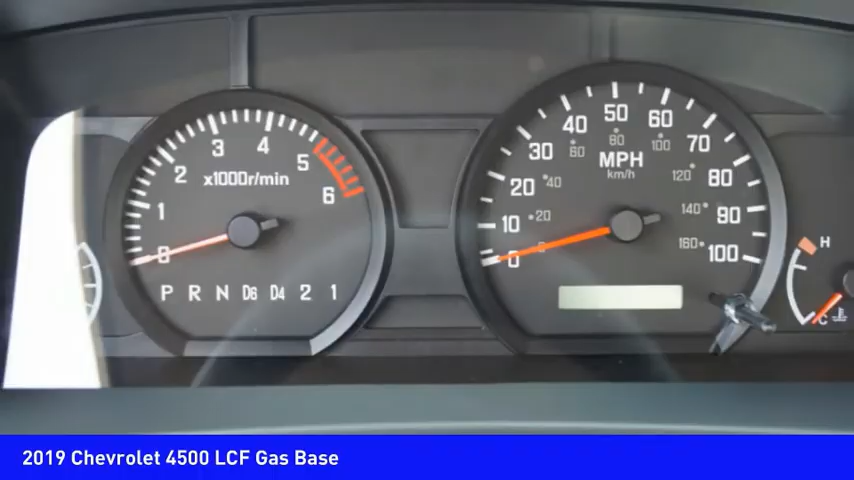 0 1 2 3 4 5 6
x1000r/min
P R N D6 D4 2 1
0 10 20 30 40 50 60 70 80 90 100
MPH
km/h
0 20 40 60 80 100 120 140 160
H
C
2019 Chevrolet 4500 LCF Gas Base